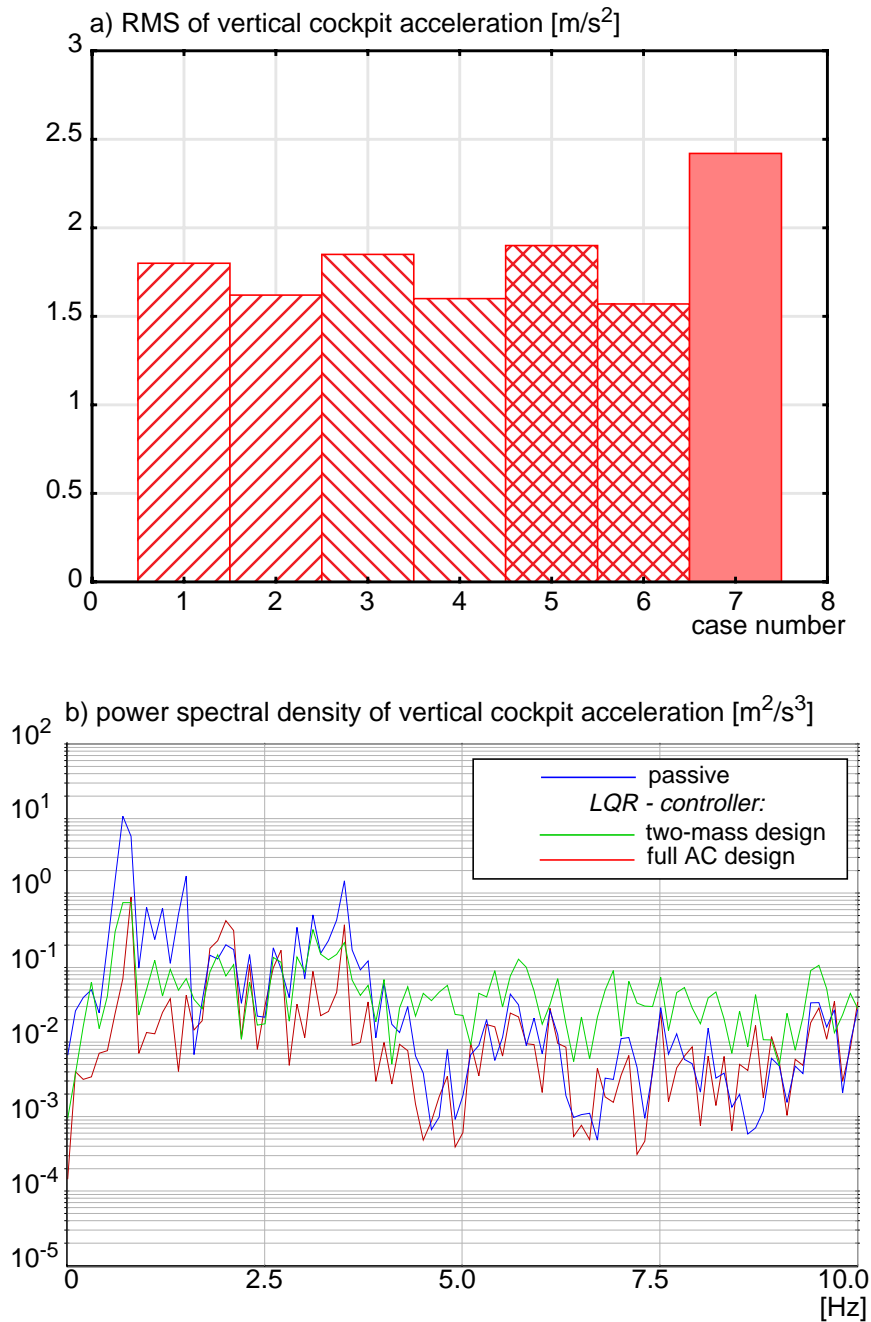 a) RMS of vertical cockpit acceleration [m/s²]
3
2.5
2
1.5
1
0.5
0
0 1 2 3 4 5 6 7 8
case number
b) power spectral density of vertical cockpit acceleration [m²/s³]
10²
10¹
10⁰
10⁻¹
10⁻²
10⁻³
10⁻⁴
10⁻⁵
passive
LQR - controller:
two-mass design
full AC design
0 2.5 5.0 7.5 10.0
[Hz]